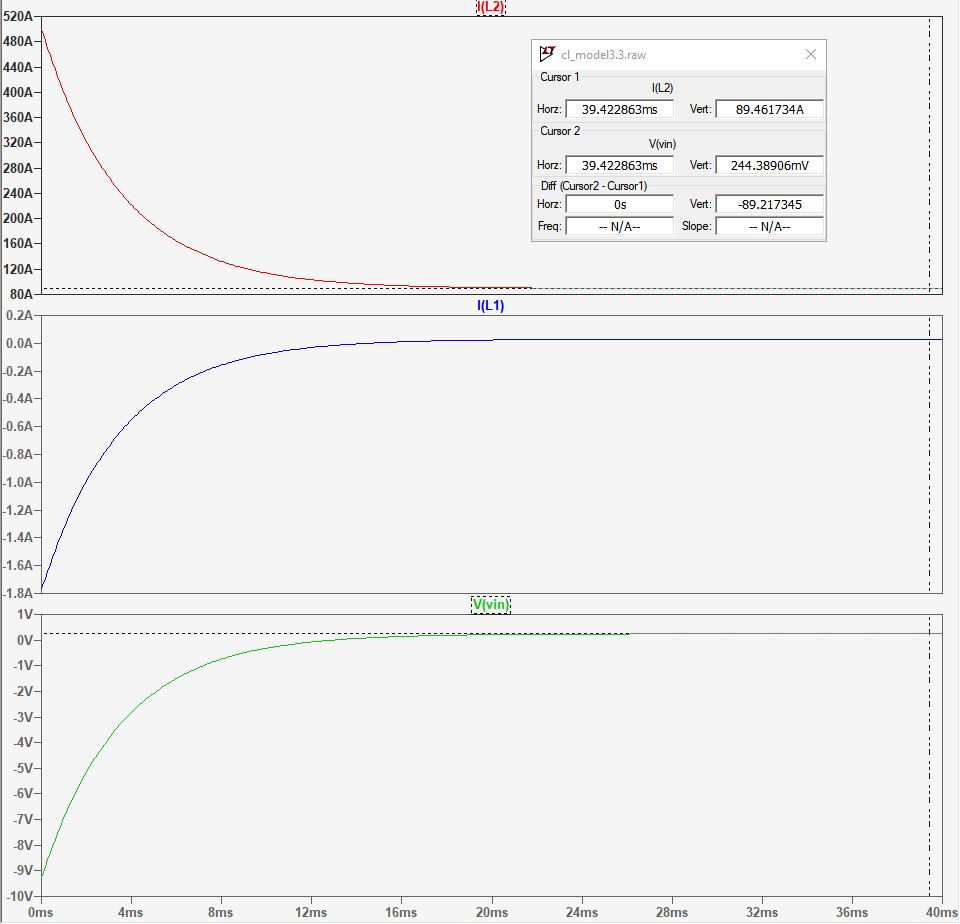 I(L2)
520A
480A
440A
400A
360A
320A
280A
240A
200A
160A
120A
80A
cl_model3.3.raw
Cursor 1
I(L2)
Horz: 39.422863ms Vert: 89.461734A
Cursor 2
V(vin)
Horz: 39.422863ms Vert: 244.38906mV
Diff (Cursor2 - Cursor1)
Horz: 0s Vert: -89.217345
Freq: -- N/A-- Slope: -- N/A--
I(L1)
0.2A
0.0A
-0.2A
-0.4A
-0.6A
-0.8A
-1.0A
-1.2A
-1.4A
-1.6A
-1.8A
V(vin)
1V
0V
-1V
-2V
-3V
-4V
-5V
-6V
-7V
-8V
-9V
-10V
0ms 4ms 8ms 12ms 16ms 20ms 24ms 28ms 32ms 36ms 40ms